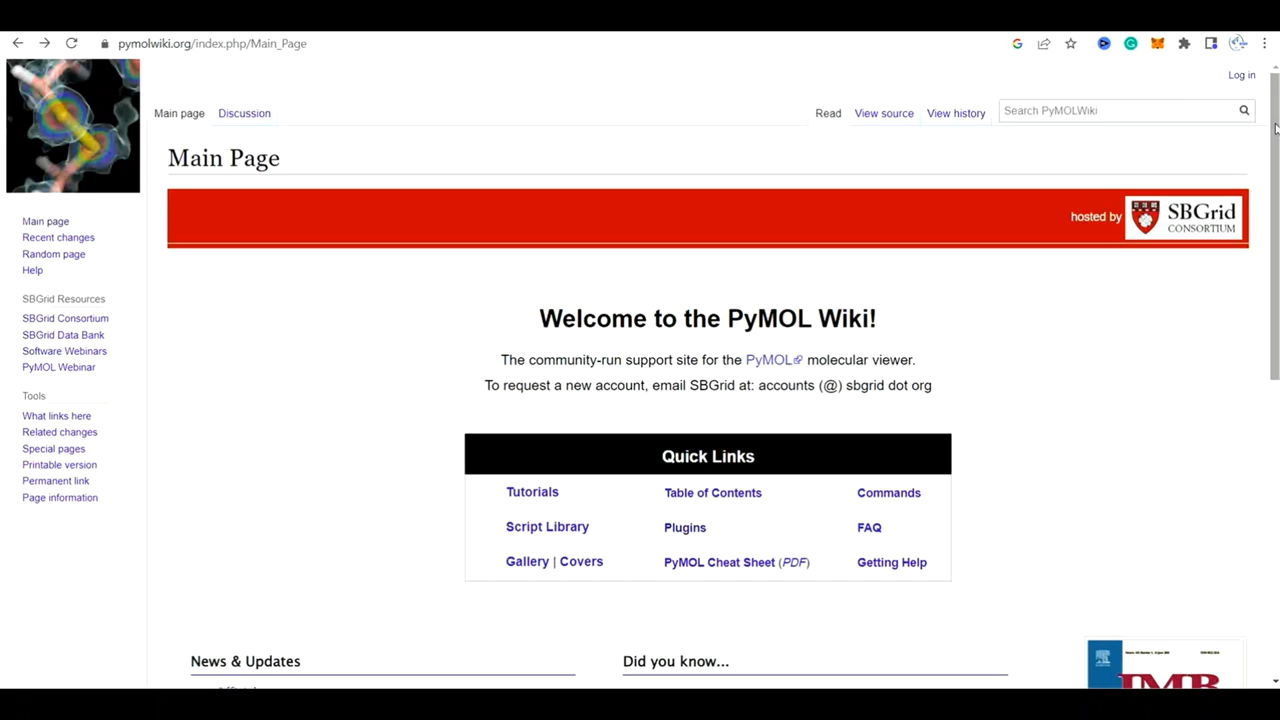 pymolwiki.org/index.php/Main_Page
Log in
Main page Discussion Read View source View history Search PyMOLWiki
Main Page
hosted by SBGrid
CONSORTIUM
Main page
Recent changes
Random page
Help
SBGrid Resources
SBGrid Consortium
SBGrid Data Bank
Software Webinars
PyMOL Webinar
Tools
What links here
Related changes
Special pages
Printable version
Permanent link
Page information
Welcome to the PyMOL Wiki!
The community-run support site for the PyMOL molecular viewer.
To request a new account, email SBGrid at: accounts (@) sbgrid dot org
Quick Links
Tutorials Table of Contents Commands
Script Library Plugins FAQ
Gallery | Covers PyMOL Cheat Sheet (PDF) Getting Help
News & Updates Did you know...
JMB